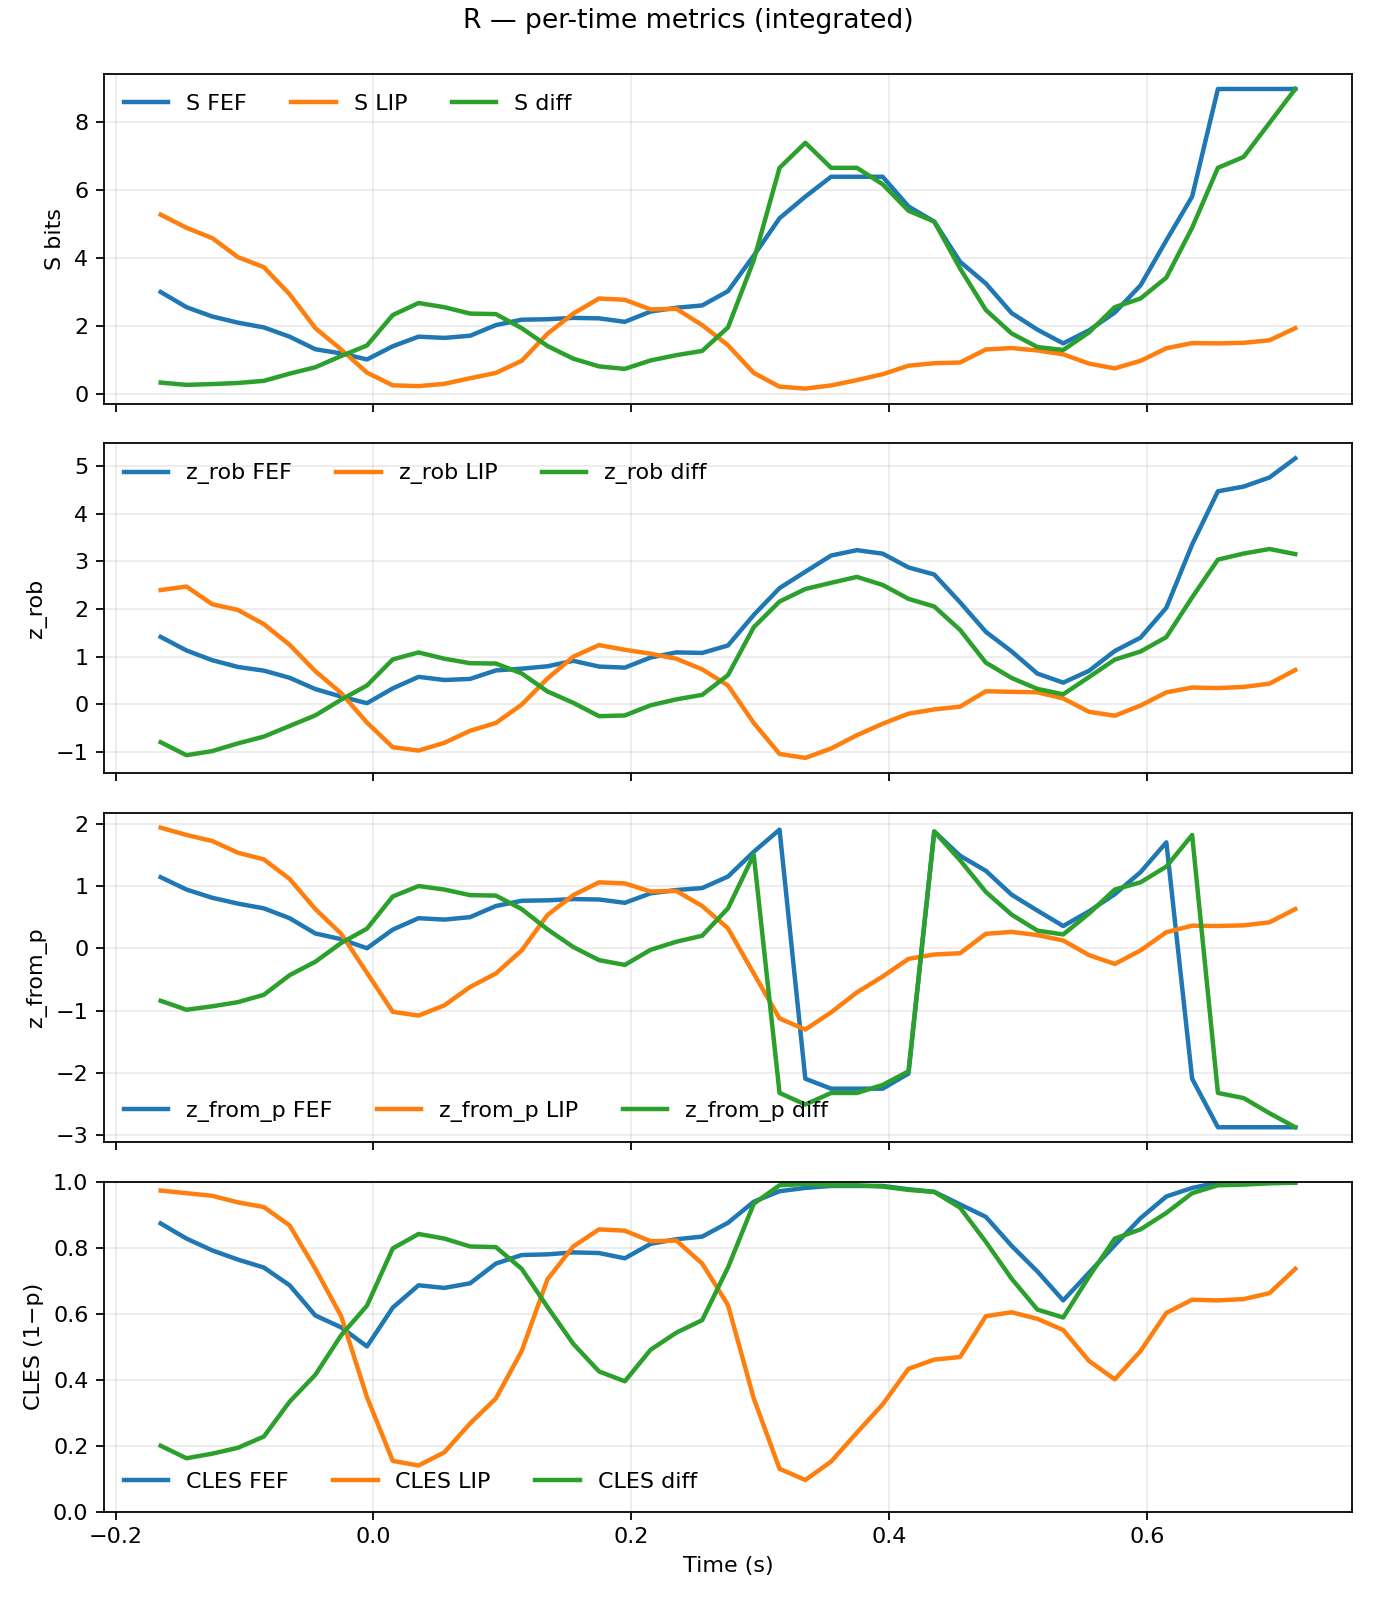 R — per-time metrics (integrated)
S FEF S LIP S diff
8
6
4
2
0
S bits
z_rob FEF z_rob LIP z_rob diff
5
4
3
2
1
0
−1
z_rob
2
1
0
−1
−2
−3
z_from_p
z_from_p FEF z_from_p LIP z_from_p diff
1.0
0.8
0.6
0.4
0.2
0.0
CLES (1−p)
CLES FEF CLES LIP CLES diff
−0.2 0.0 0.2 0.4 0.6
Time (s)